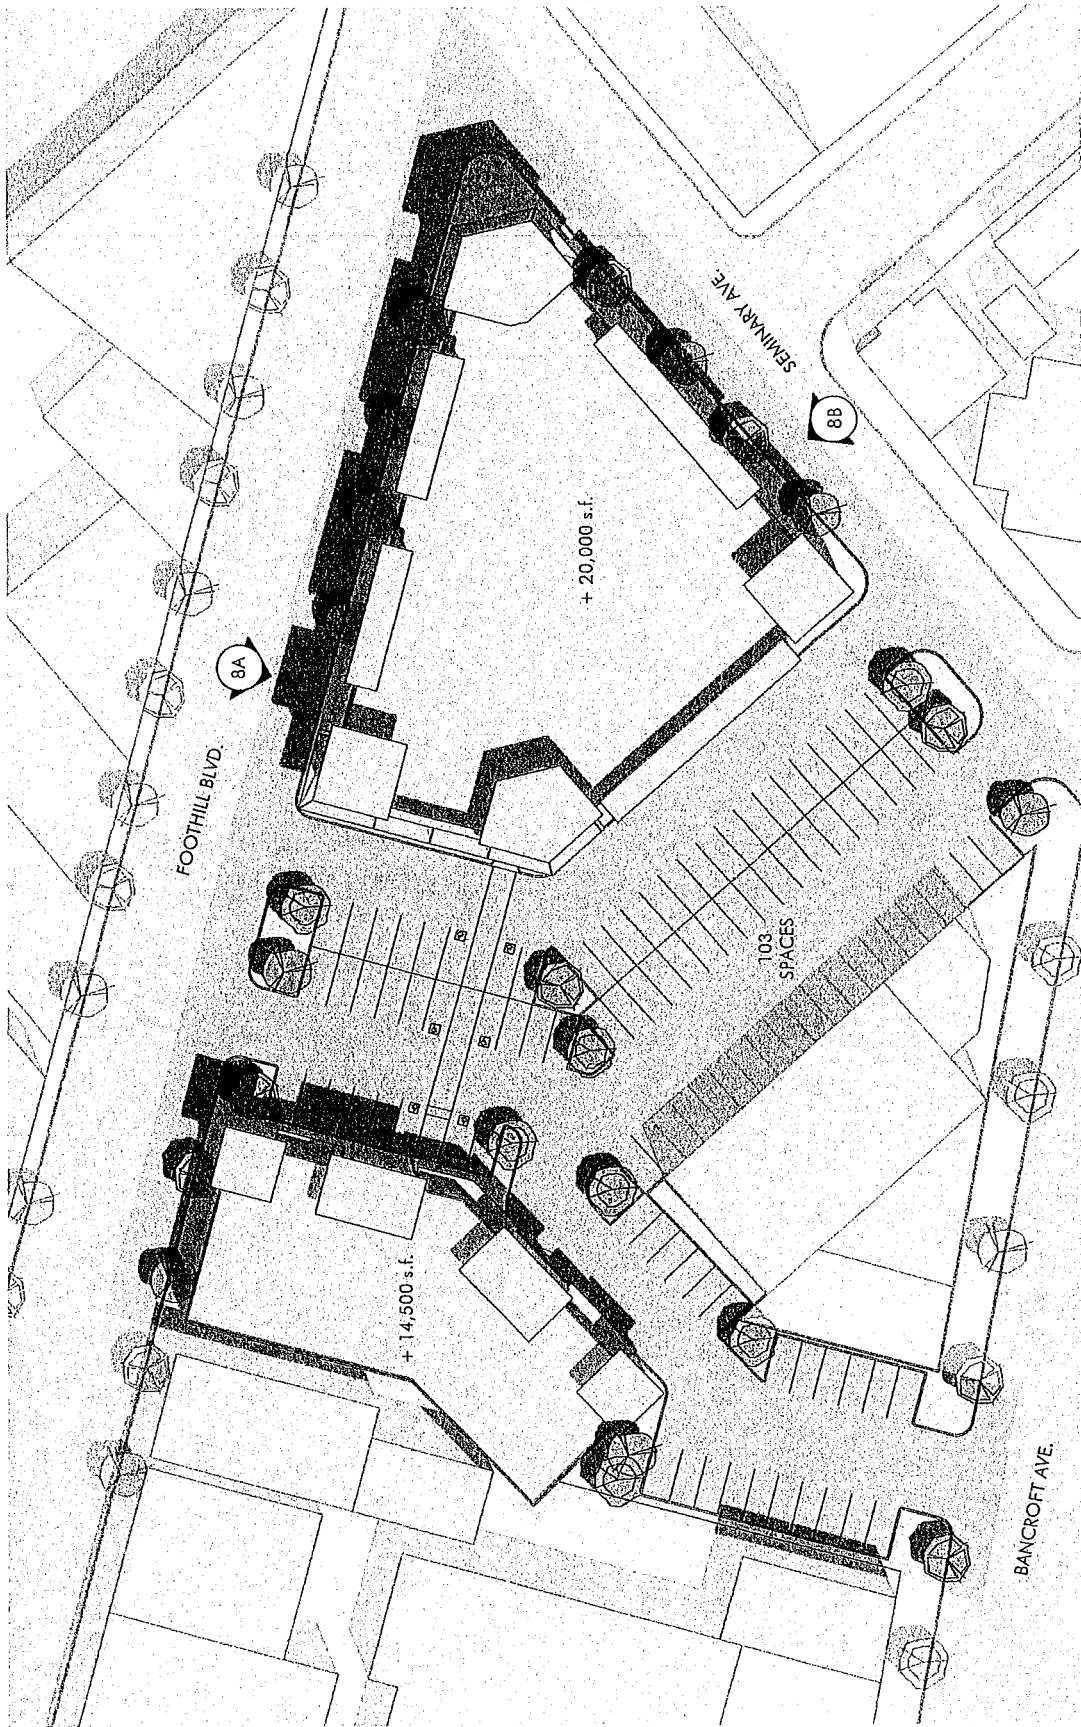 FOOTHILL BLVD.
8A
SEMINARY AVE.
8B
+ 20,000 s.f.
103
SPACES
+ 14,500 s.f.
BANCROFT AVE.